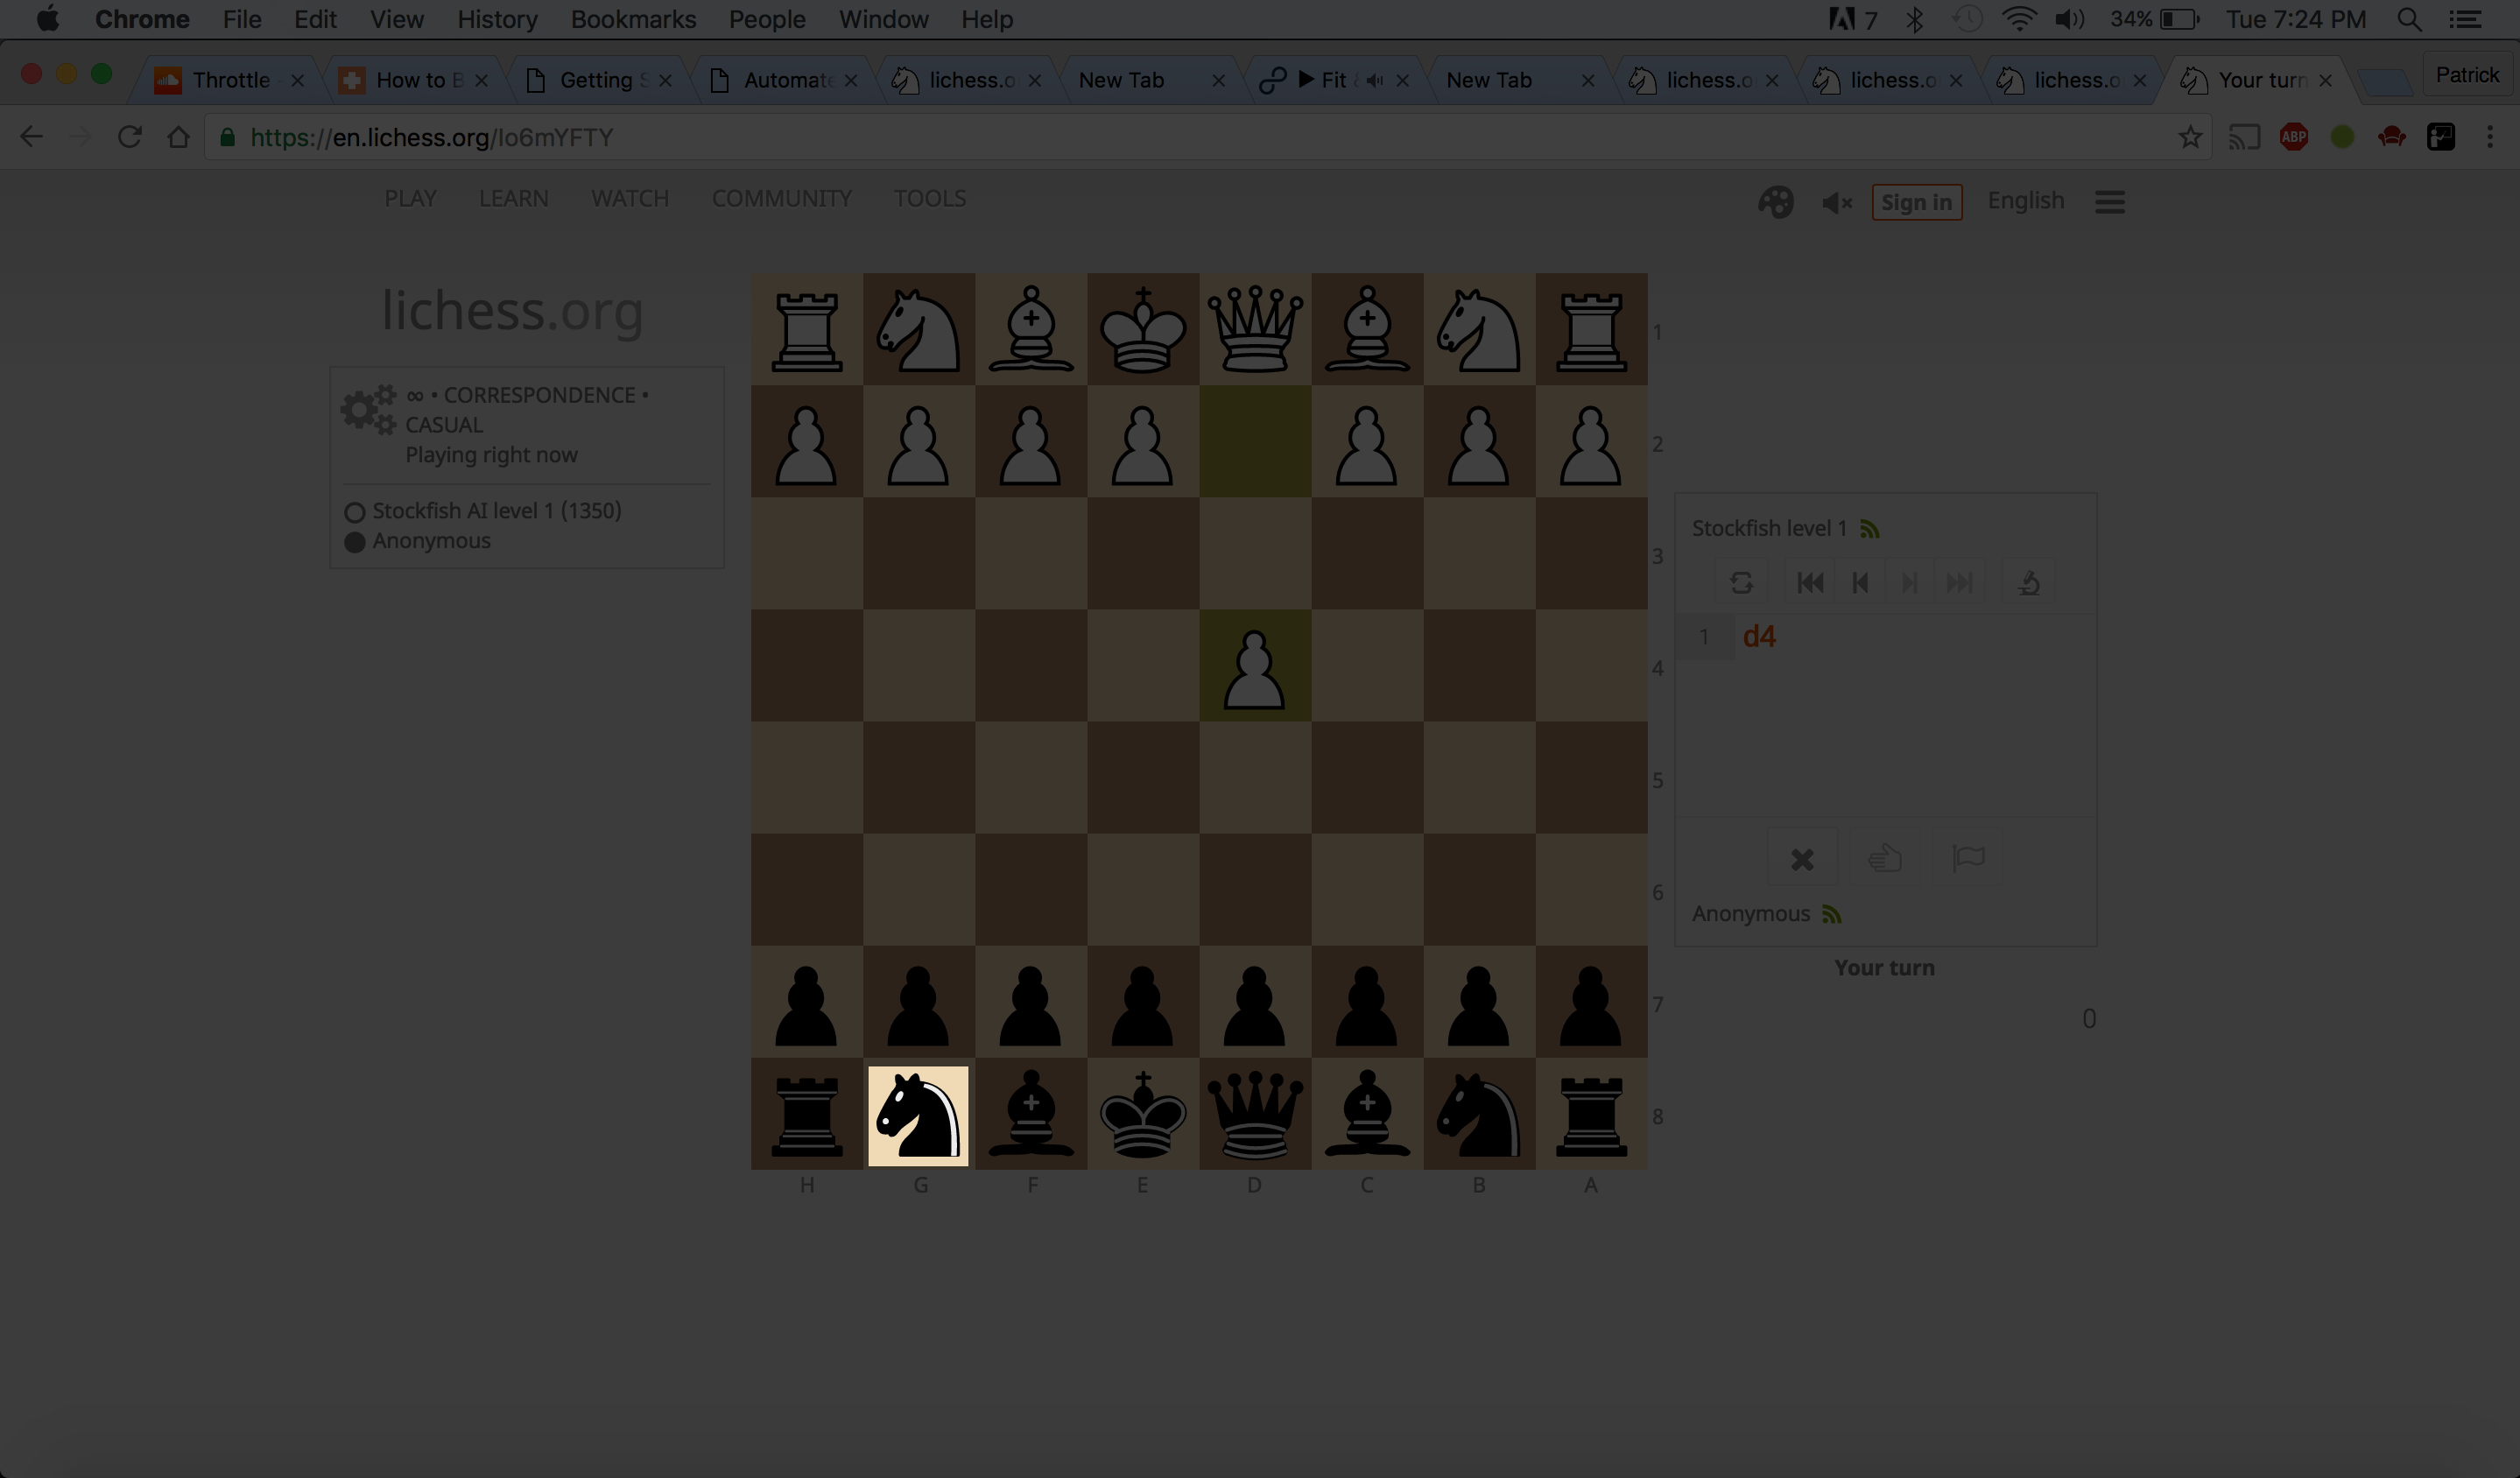 Chrome File Edit View History Bookmarks People Window Help 7 34% Tue 7:24 PM
Throttle How to B Getting S Automate lichess.o New Tab Fit New Tab lichess.o lichess.o lichess.o Your turn Patrick
https://en.lichess.org/Io6mYFTY ABP
PLAY LEARN WATCH COMMUNITY TOOLS Sign in English
lichess.org
∞ • CORRESPONDENCE •
CASUAL
Playing right now
Stockfish AI level 1 (1350)
Anonymous
1
2
3
4
5
6
7
8
H G F E D C B A
Stockfish level 1
1 d4
Anonymous
Your turn
0